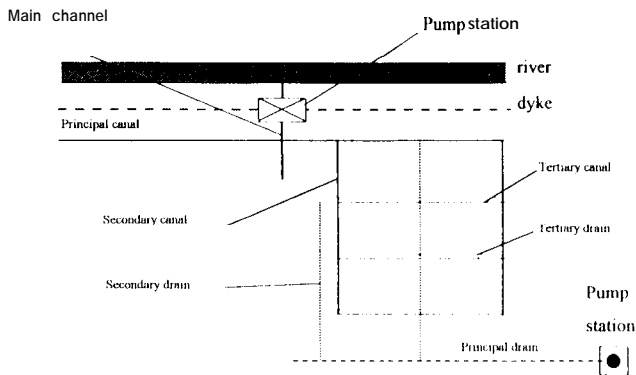 Main channel
Pump station
river
dyke
Principal canal
Tertiary canal
Secondary canal
Tertiary drain
Secondary drain
Pump
station
Principal drain